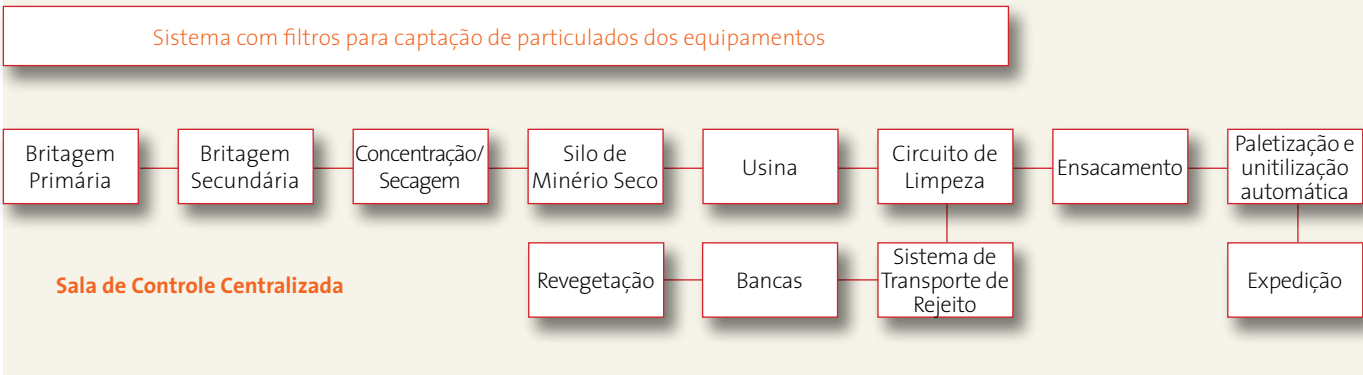 Sistema com filtros para captação de particulados dos equipamentos
Britagem
Primária
Britagem
Secundária
Concentração/
Secagem
Silo de
Minério Seco
Usina
Circuito de
Limpeza
Ensacamento
Paletização e
unitilização
automática
Sala de Controle Centralizada
Revegetação
Bancas
Sistema de
Transporte de
Rejeito
Expedição